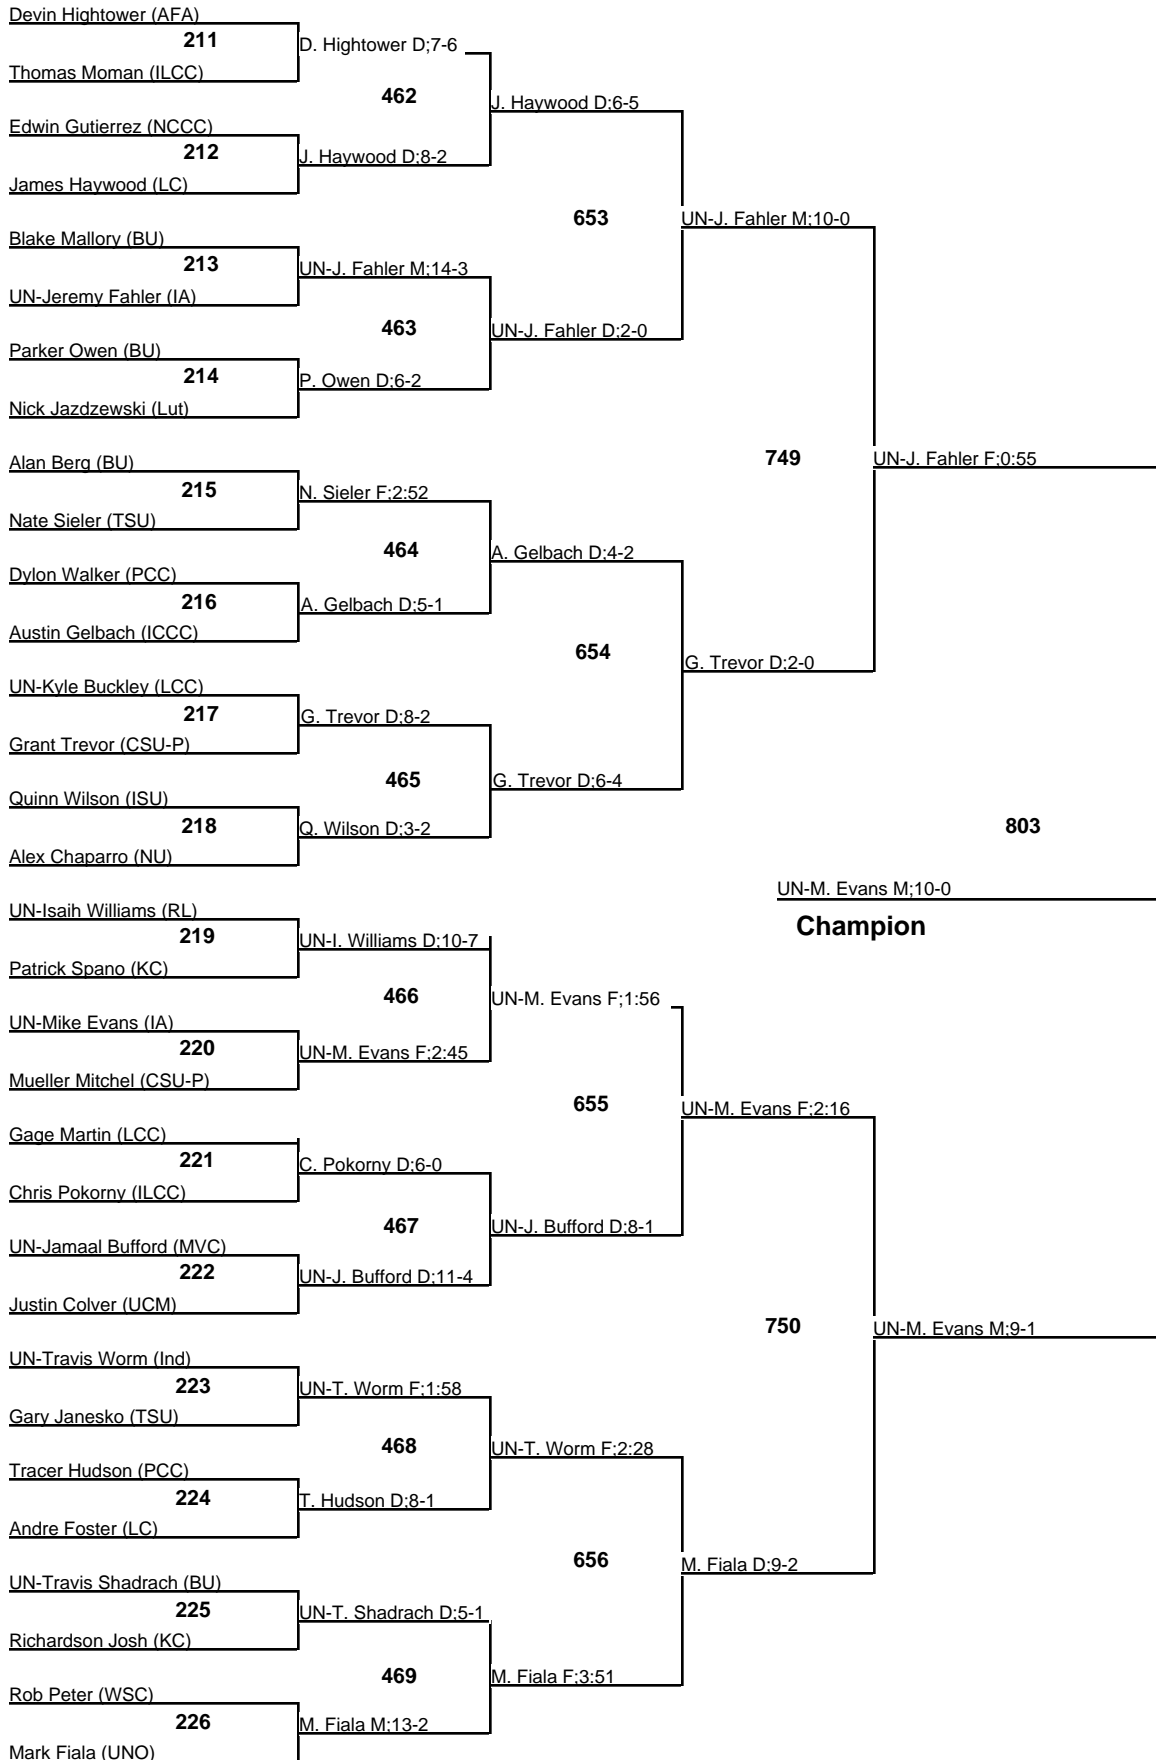 Devin Hightower (AFA)
211
D. Hightower D;7-6
Thomas Moman (ILCC)
462
J. Haywood D;6-5
Edwin Gutierrez (NCCC)
212
J. Haywood D;8-2
James Haywood (LC)
653
UN-J. Fahler M;10-0
Blake Mallory (BU)
213
UN-J. Fahler M;14-3
UN-Jeremy Fahler (IA)
463
UN-J. Fahler D;2-0
Parker Owen (BU)
214
P. Owen D;6-2
Nick Jazdzewski (Lut)
749
UN-J. Fahler F;0:55
Alan Berg (BU)
215
N. Sieler F;2:52
Nate Sieler (TSU)
464
A. Gelbach D;4-2
Dylon Walker (PCC)
216
A. Gelbach D;5-1
Austin Gelbach (ICCC)
654
G. Trevor D;2-0
UN-Kyle Buckley (LCC)
217
G. Trevor D;8-2
Grant Trevor (CSU-P)
465
G. Trevor D;6-4
Quinn Wilson (ISU)
218
Q. Wilson D;3-2
Alex Chaparro (NU)
803
UN-M. Evans M;10-0
Champion
UN-Isaih Williams (RL)
219
UN-I. Williams D;10-7
Patrick Spano (KC)
466
UN-M. Evans F;1:56
UN-Mike Evans (IA)
220
UN-M. Evans F;2:45
Mueller Mitchel (CSU-P)
655
UN-M. Evans F;2:16
Gage Martin (LCC)
221
C. Pokorny D;6-0
Chris Pokorny (ILCC)
467
UN-J. Bufford D;8-1
UN-Jamaal Bufford (MVC)
222
UN-J. Bufford D;11-4
Justin Colver (UCM)
750
UN-M. Evans M;9-1
UN-Travis Worm (Ind)
223
UN-T. Worm F;1:58
Gary Janesko (TSU)
468
UN-T. Worm F;2:28
Tracer Hudson (PCC)
224
T. Hudson D;8-1
Andre Foster (LC)
656
M. Fiala D;9-2
UN-Travis Shadrach (BU)
225
UN-T. Shadrach D;5-1
Richardson Josh (KC)
469
M. Fiala F;3:51
Rob Peter (WSC)
226
M. Fiala M;13-2
Mark Fiala (UNO)